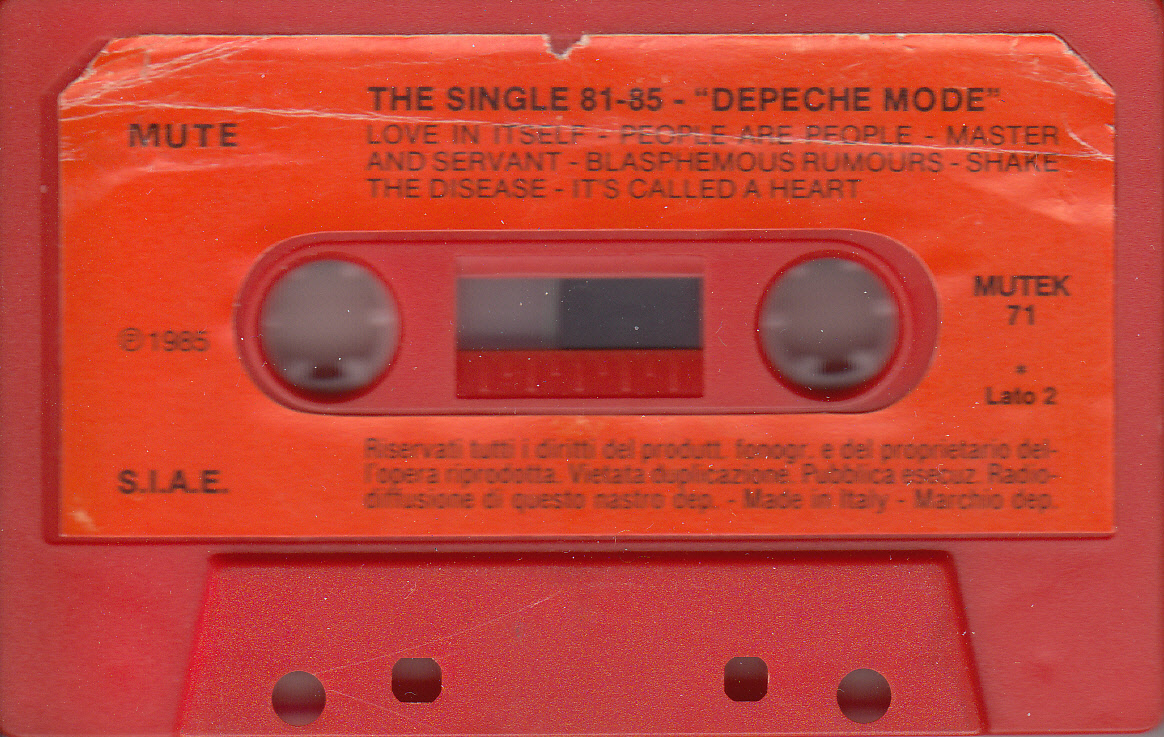 THE SINGLE 81-85 - "DEPECHE MODE"
MUTE
LOVE IN ITSELF - PEOPLE ARE PEOPLE - MASTER
AND SERVANT - BLASPHEMOUS RUMOURS - SHAKE
THE DISEASE - IT'S CALLED A HEART
MUTEK
71
℗ 1985
*
Lato 2
S.I.A.E.
Riservati tutti i diritti del produtt. fonogr. e del proprietario del-
l'opera riprodotta. Vietata duplicazione. Pubblica esecuz. Radio-
diffusione di questo nastro dep. - Made in Italy - Marchio dep.